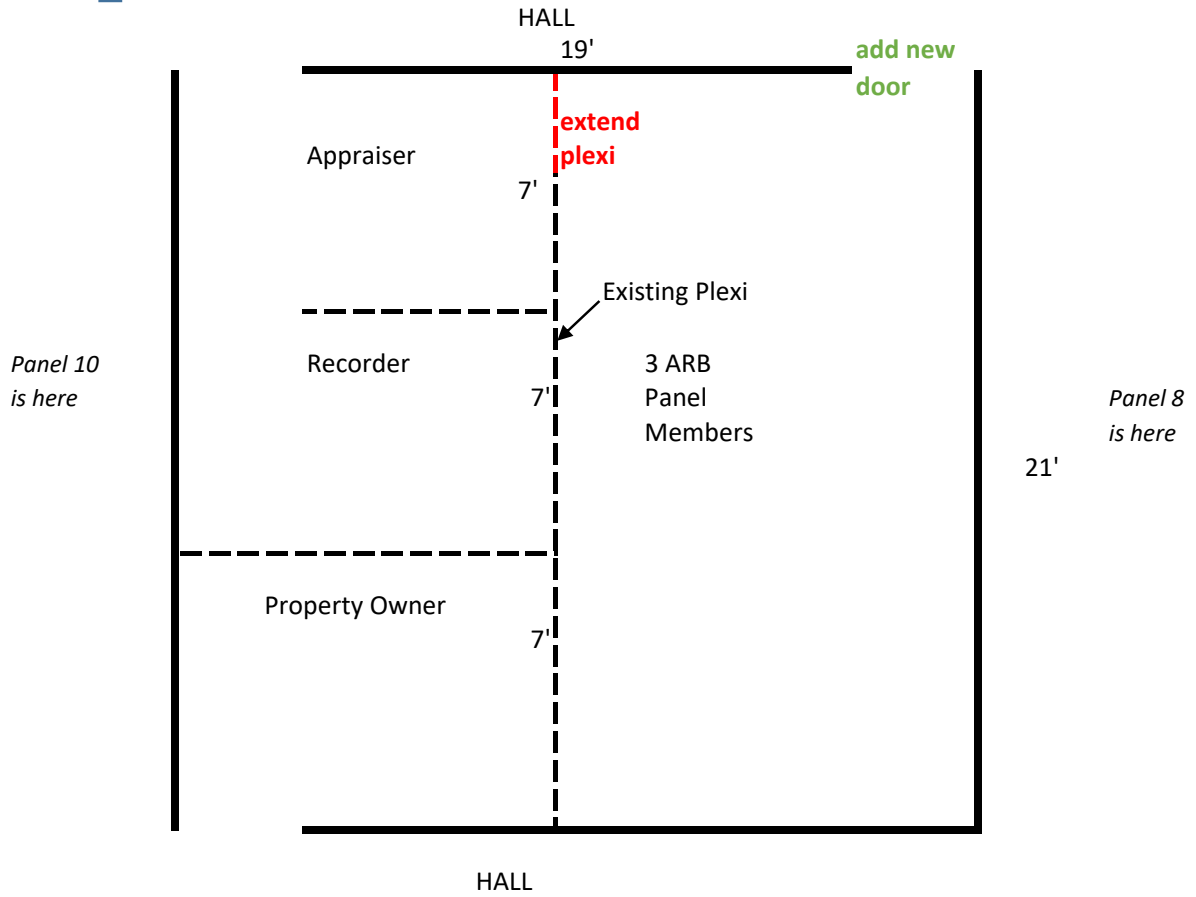 HALL
19'
add new
door
extend
plexi
Appraiser
7'
Existing Plexi
Panel 10
is here
Recorder
7'
3 ARB
Panel
Members
Panel 8
is here
21'
Property Owner
7'
HALL